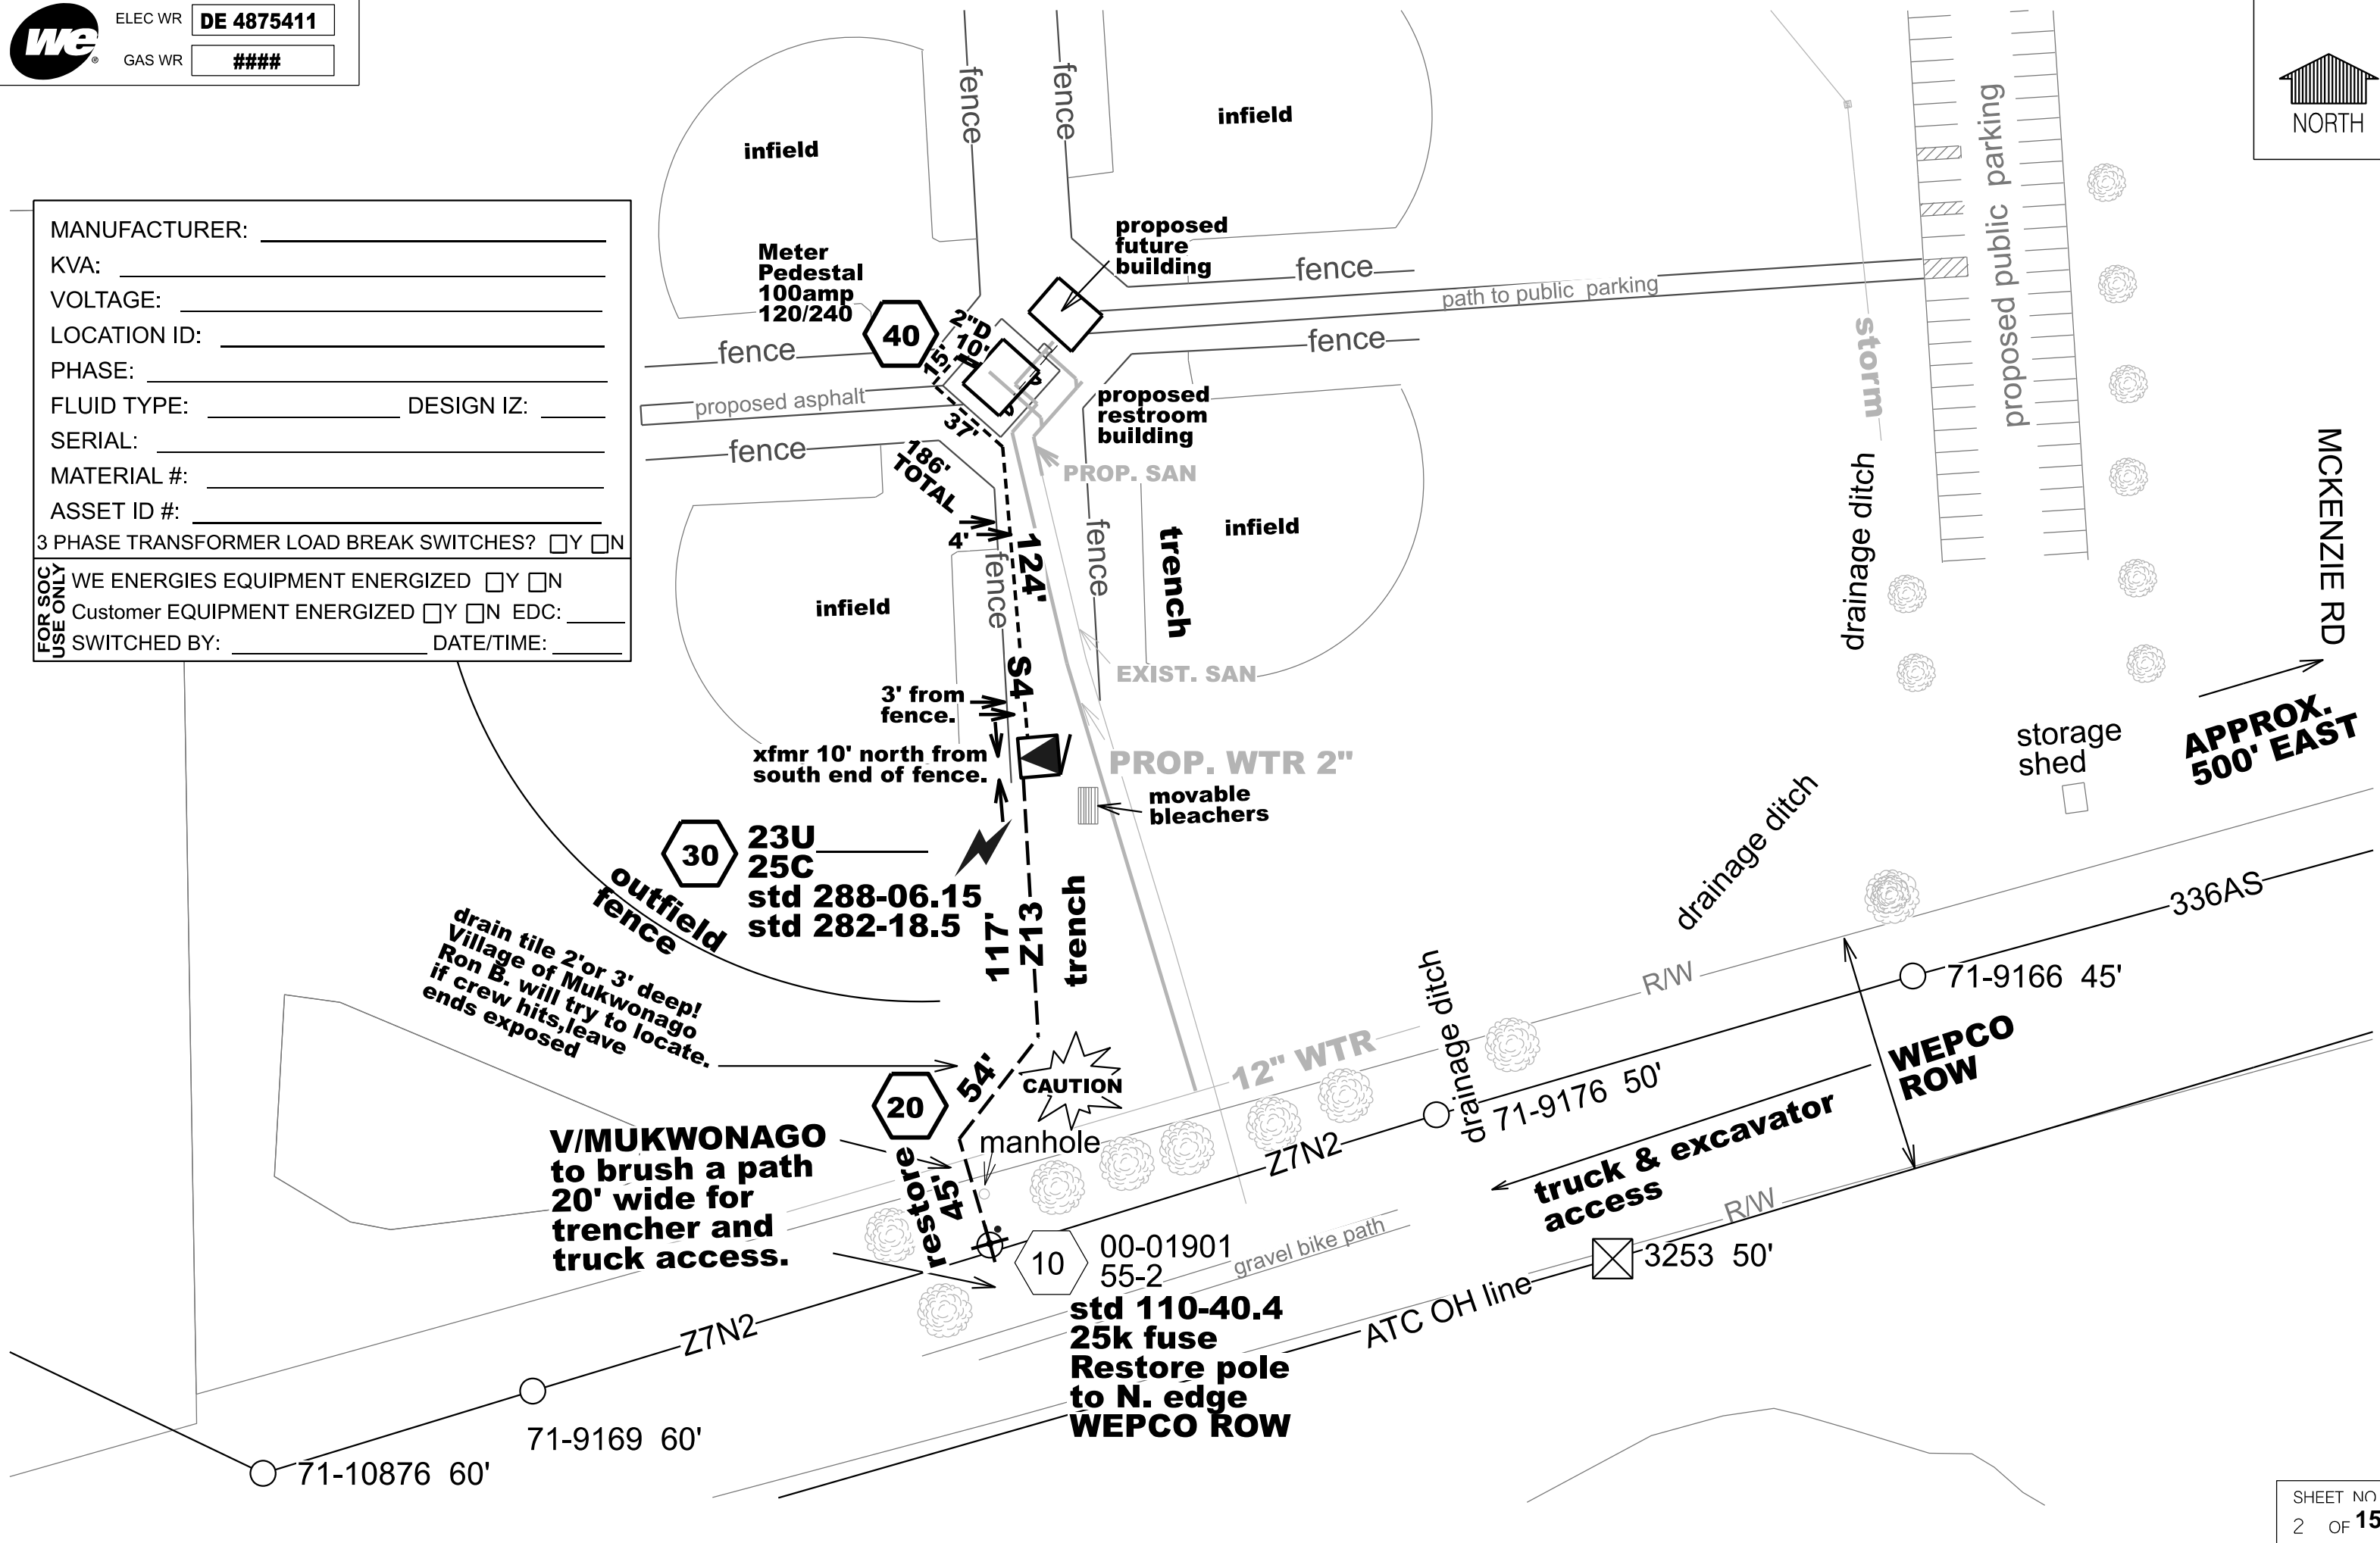 We
ELEC WR DE 4875411
GAS WR ####
NORTH
MANUFACTURER:
KVA:
VOLTAGE:
LOCATION ID:
PHASE:
FLUID TYPE: DESIGN IZ:
SERIAL:
MATERIAL #:
ASSET ID #:
3 PHASE TRANSFORMER LOAD BREAK SWITCHES? Y N
FOR SOC
USE ONLY
WE ENERGIES EQUIPMENT ENERGIZED Y N
Customer EQUIPMENT ENERGIZED Y N EDC:
SWITCHED BY: DATE/TIME:
fence
fence
infield
infield
Meter
Pedestal
100amp
120/240
40
2"D
10'
15'
37'
proposed
future
building
fence
path to public parking
fence
fence
proposed asphalt
fence
proposed
restroom
building
PROP. SAN
186'
TOTAL
4'
124'
fence
fence
trench
infield
infield
S4
EXIST. SAN
3' from
fence.
xfmr 10' north from
south end of fence.
PROP. WTR 2"
movable
bleachers
storm
proposed public parking
drainage ditch
MCKENZIE RD
APPROX.
500' EAST
storage
shed
drainage ditch
30
23U
25C
std 288-06.15
std 282-18.5
outfield
fence
117'
Z13
trench
drain tile 2'or 3' deep!
Village of Mukwonago
Ron B. will try to locate.
if crew hits,leave
ends exposed
54'
20
CAUTION
manhole
12" WTR
drainage ditch
R/W
336AS
71-9166 45'
WEPCO
ROW
71-9176 50'
Z7N2
truck & excavator
access
R/W
V/MUKWONAGO
to brush a path
20' wide for
trencher and
truck access.
restore
45'
10
00-01901
55-2
std 110-40.4
25k fuse
Restore pole
to N. edge
WEPCO ROW
gravel bike path
ATC OH line
3253 50'
Z7N2
71-9169 60'
71-10876 60'
SHEET NO
2 OF 15